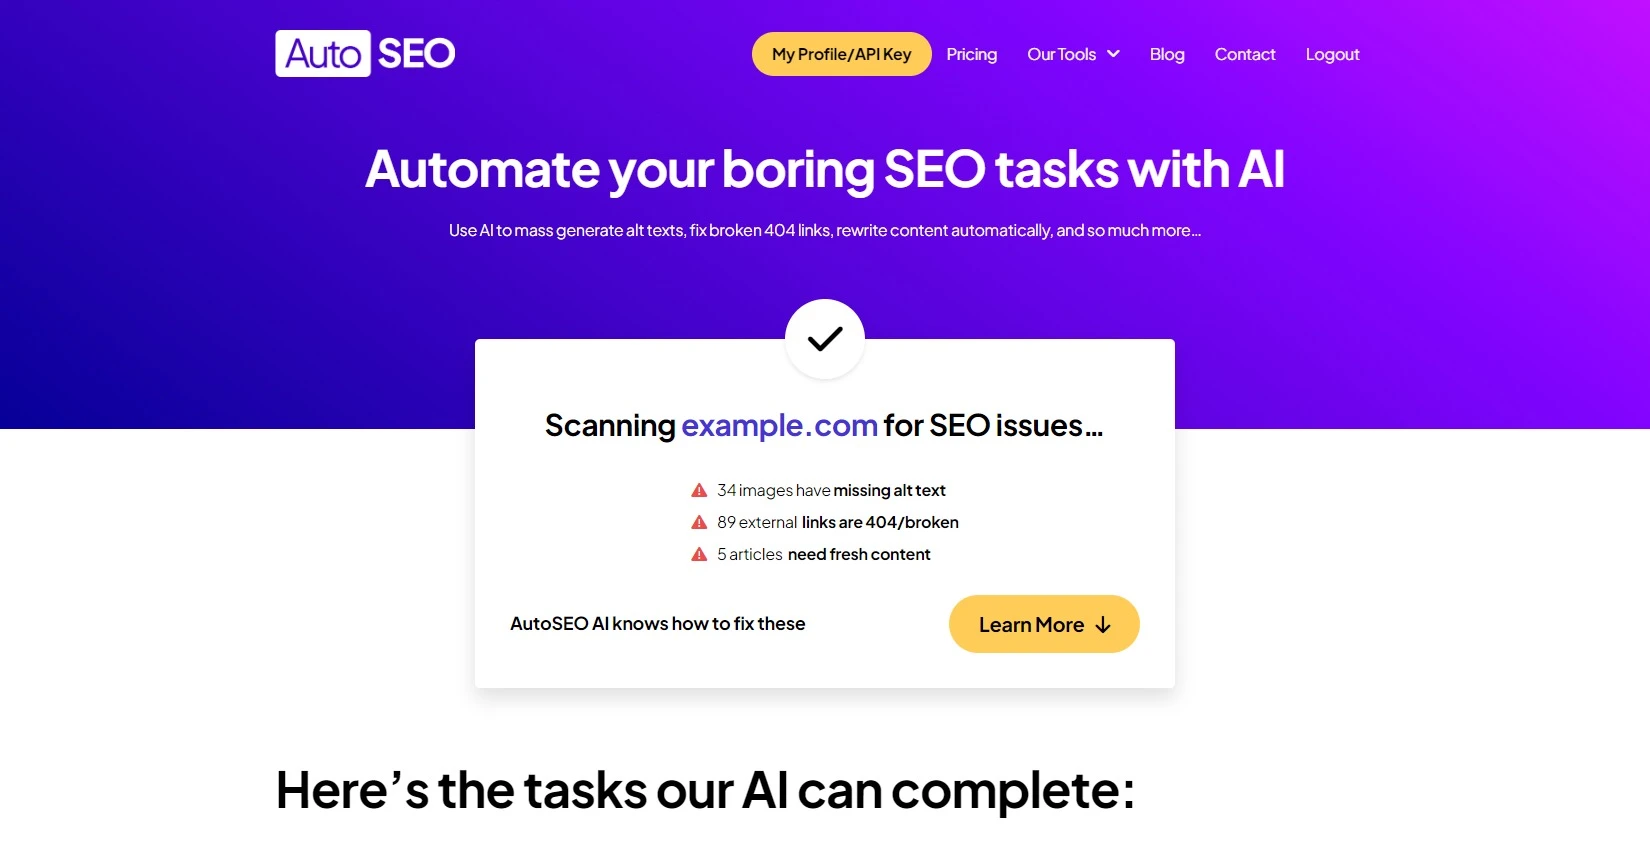 Auto SEO
My Profile/API Key Pricing Our Tools Blog Contact Logout
Automate your boring SEO tasks with AI
Use AI to mass generate alt texts, fix broken 404 links, rewrite content automatically, and so much more...
Scanning example.com for SEO issues...
34 images have missing alt text
89 external links are 404/broken
5 articles need fresh content
AutoSEO AI knows how to fix these
Learn More
Here’s the tasks our AI can complete: